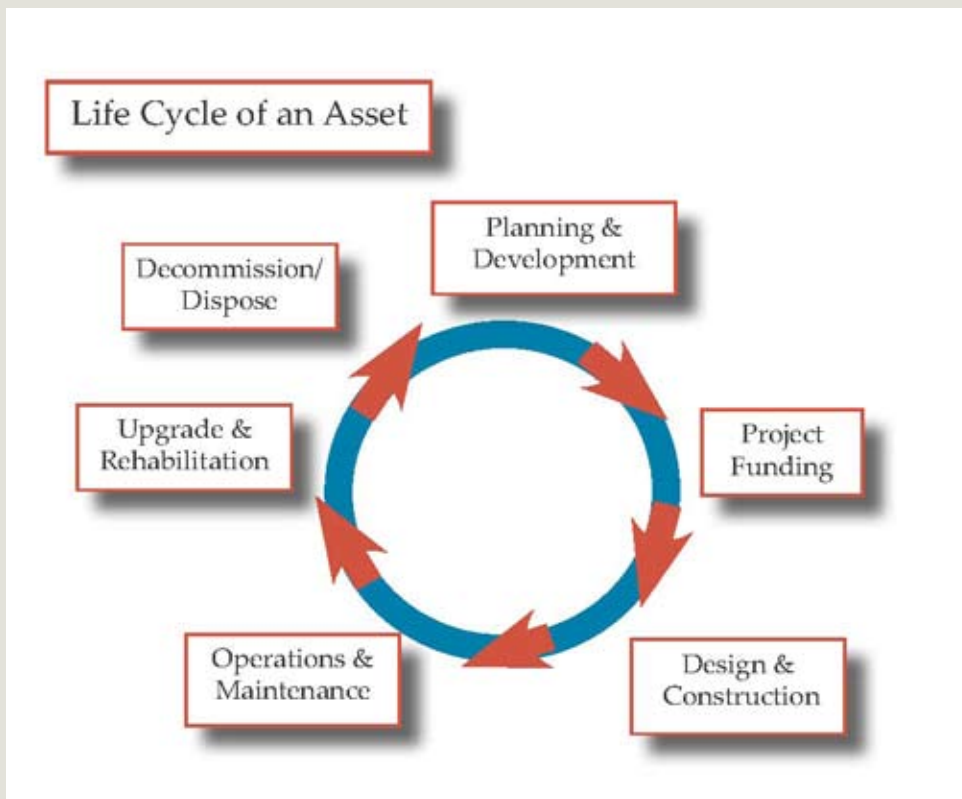 Life Cycle of an Asset
Planning &
Development
Project
Funding
Design &
Construction
Operations &
Maintenance
Upgrade &
Rehabilitation
Decommission/
Dispose